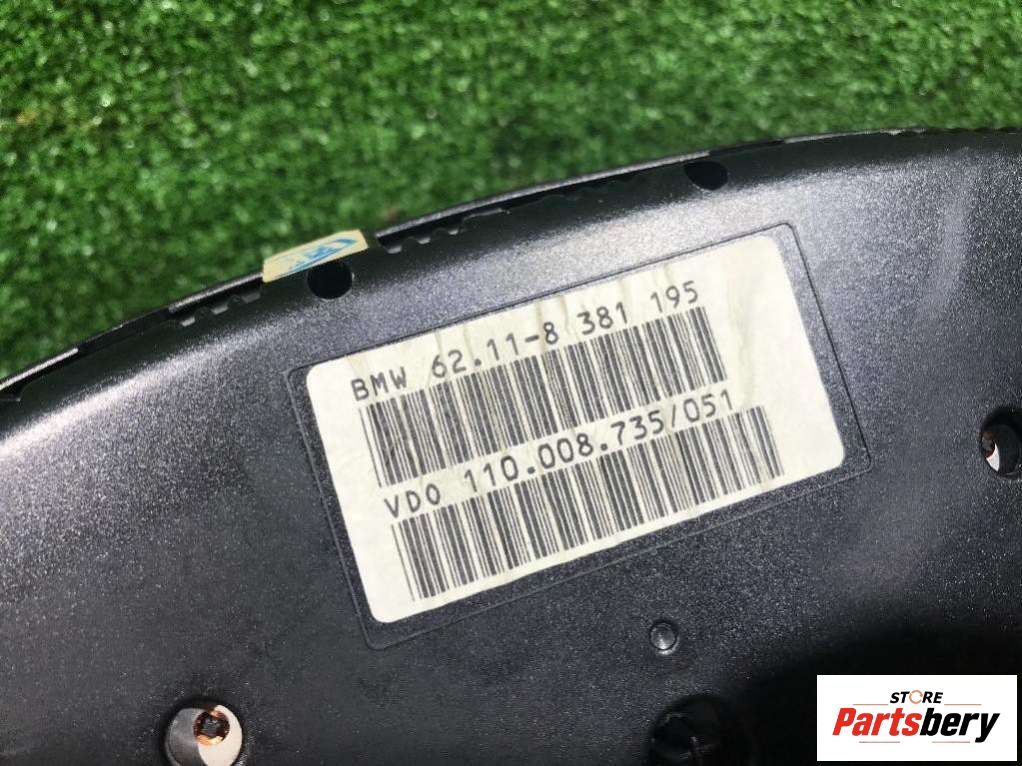 BMW 62.11-8 381 195
VDO 110.008.735/051
STORE
Partsbery